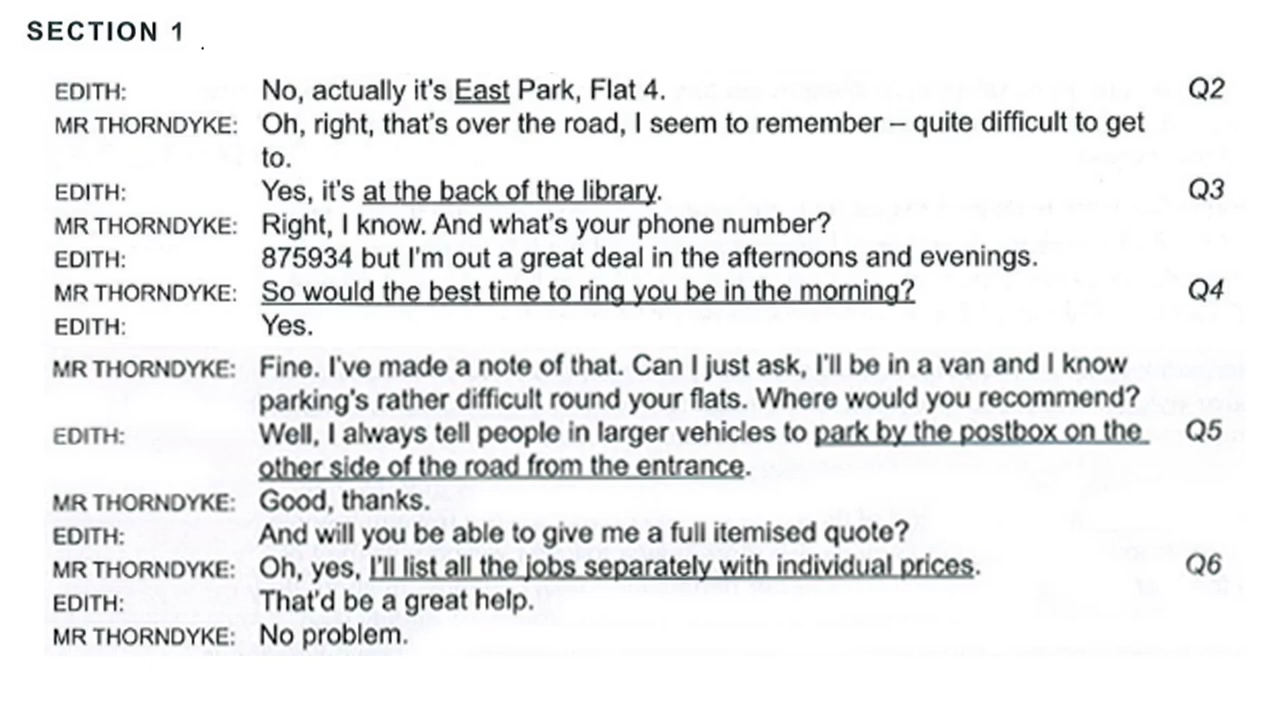 SECTION 1
EDITH: No, actually it's East Park, Flat 4. Q2
MR THORNDYKE: Oh, right, that's over the road, I seem to remember – quite difficult to get
to.
EDITH: Yes, it's at the back of the library. Q3
MR THORNDYKE: Right, I know. And what's your phone number?
EDITH: 875934 but I'm out a great deal in the afternoons and evenings.
MR THORNDYKE: So would the best time to ring you be in the morning? Q4
EDITH: Yes.
MR THORNDYKE: Fine. I've made a note of that. Can I just ask, I'll be in a van and I know
parking's rather difficult round your flats. Where would you recommend?
EDITH: Well, I always tell people in larger vehicles to park by the postbox on the Q5
other side of the road from the entrance.
MR THORNDYKE: Good, thanks.
EDITH: And will you be able to give me a full itemised quote?
MR THORNDYKE: Oh, yes, I'll list all the jobs separately with individual prices. Q6
EDITH: That'd be a great help.
MR THORNDYKE: No problem.